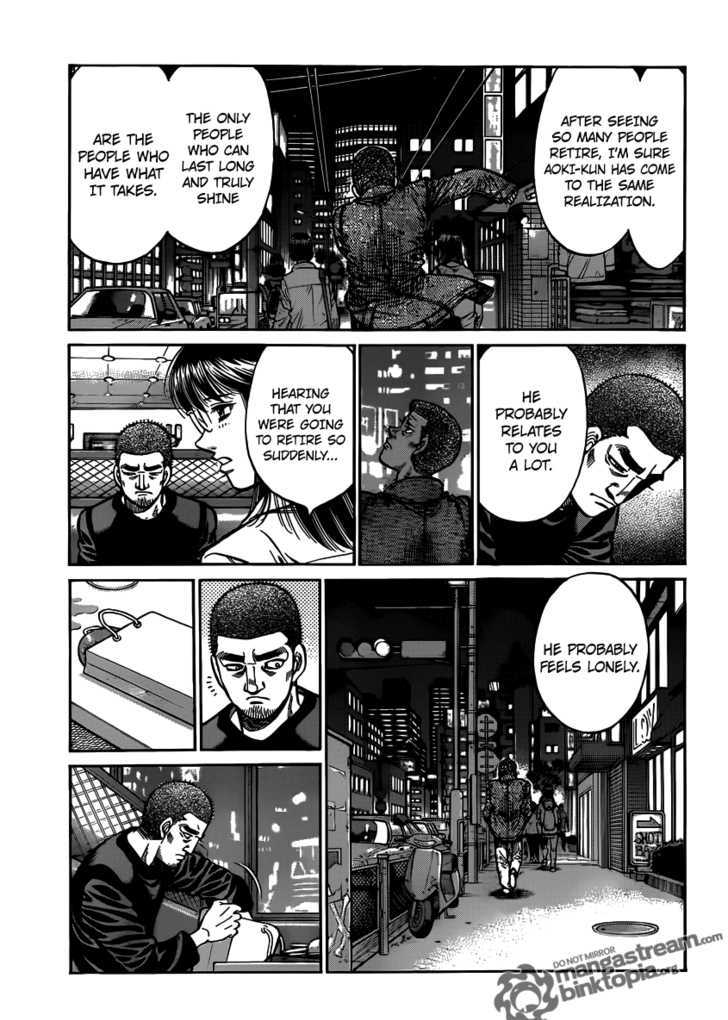 AFTER SEEING
SO MANY PEOPLE
RETIRE, I'M SURE
AOKI-KUN HAS COME
TO THE SAME
REALIZATION.
THE ONLY
PEOPLE
WHO CAN
LAST LONG
AND TRULY
SHINE
ARE THE
PEOPLE WHO
HAVE WHAT
IT TAKES.
HE
PROBABLY
RELATES
TO YOU
A LOT.
HEARING
THAT YOU
WERE GOING
TO RETIRE SO
SUDDENLY...
HE PROBABLY
FEELS LONELY.
DO NOT MIRROR
mangastream.com
binktopia.org